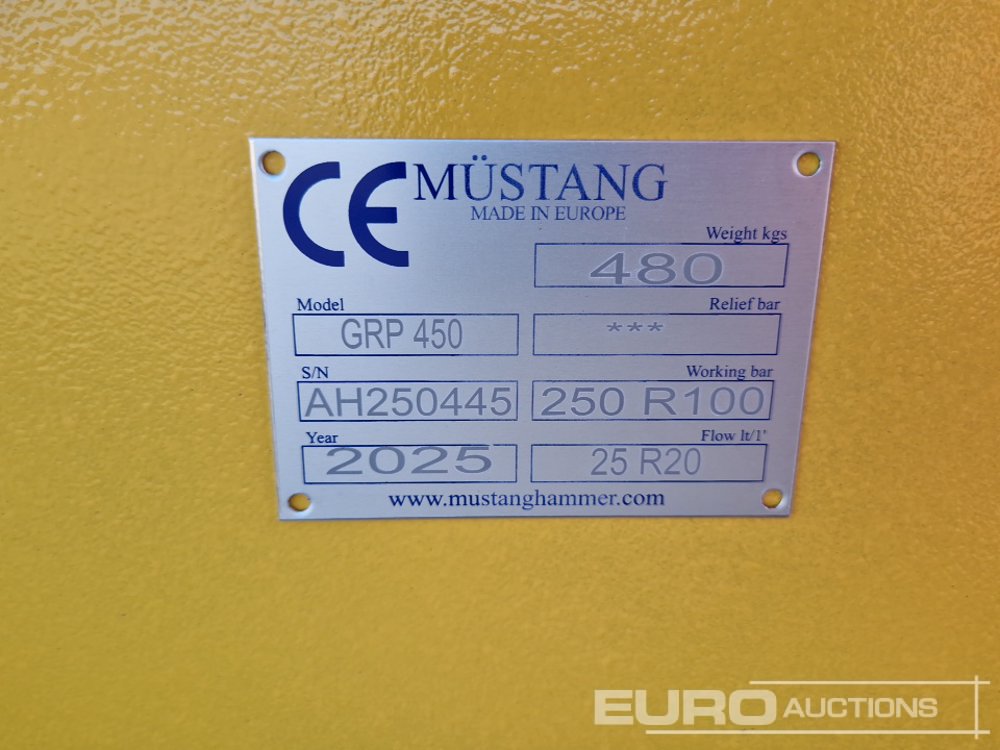 CE MÜSTANG
MADE IN EUROPE
Weight kgs
480
Model
GRP 450
Relief bar
***
S/N
AH250445
Working bar
250 R100
Year
2025
Flow lt/1'
25 R20
www.mustanghammer.com
EURO AUCTIONS